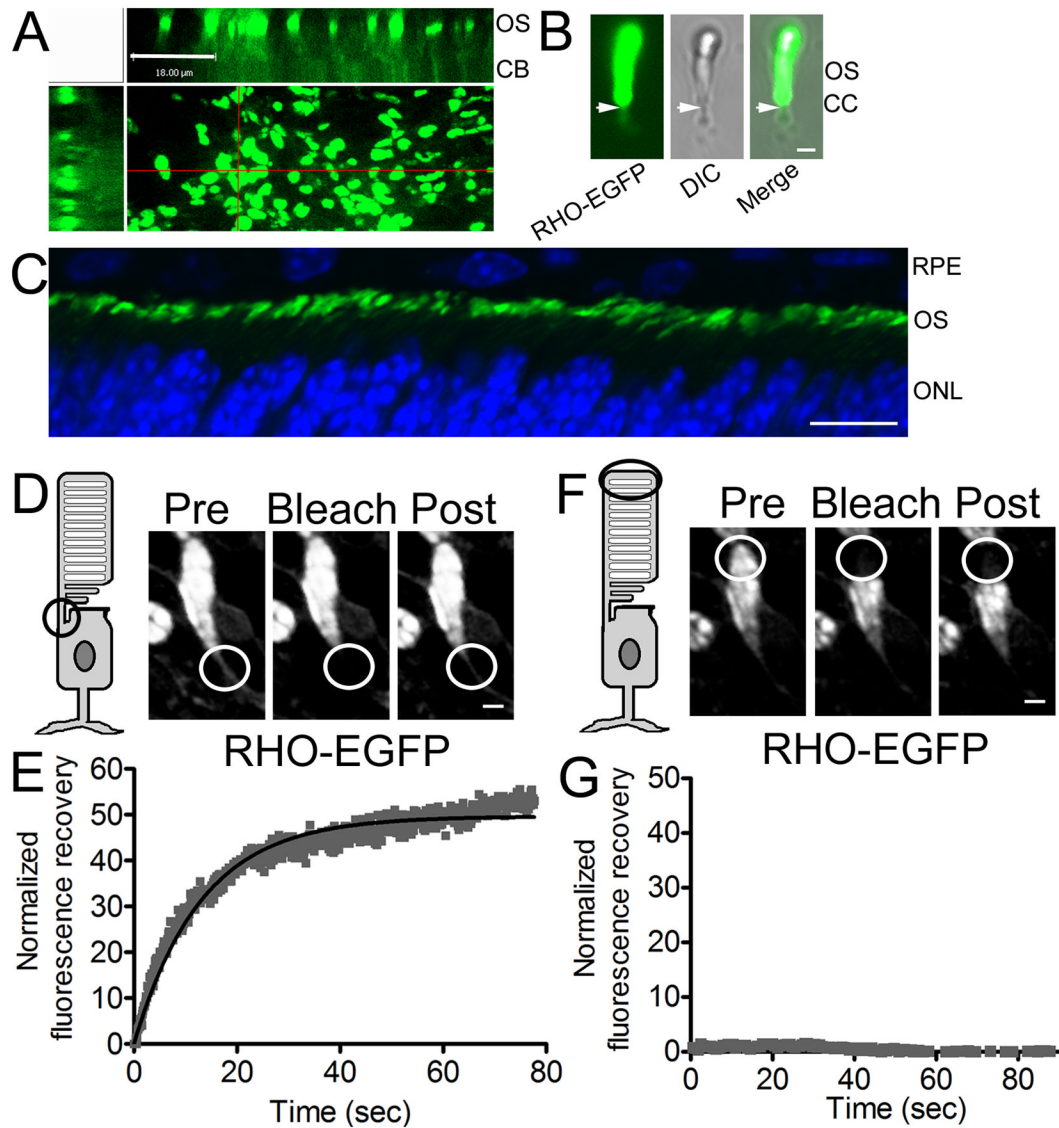 A
OS
CB
18.00 µm
B
OS
CC
RHO-EGFP
DIC
Merge
C
RPE
OS
ONL
D
Pre Bleach Post
RHO-EGFP
E
Normalized
fluorescence recovery
60
50
40
30
20
10
0
0 20 40 60 80
Time (sec)
F
Pre Bleach Post
RHO-EGFP
G
Normalized
fluorescence recovery
50
40
30
20
10
0
0 20 40 60 80
Time (sec)